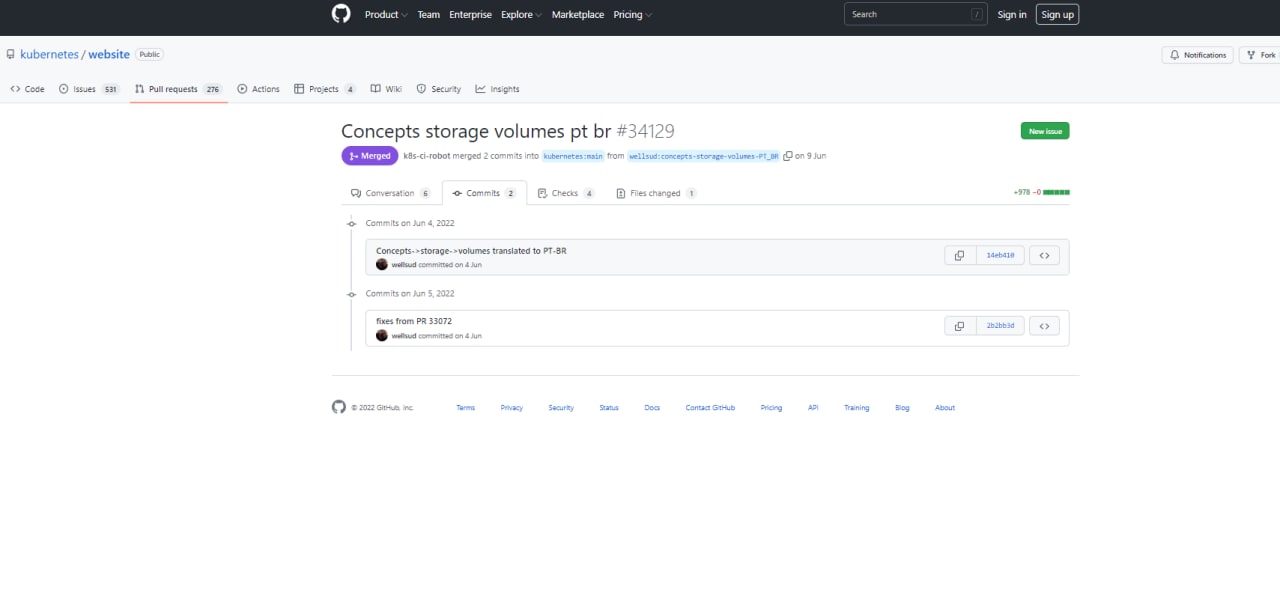 Product Team Enterprise Explore Marketplace Pricing Search / Sign in Sign up
kubernetes / website Public Notifications Fork
Code Issues 531 Pull requests 276 Actions Projects 4 Wiki Security Insights
Concepts storage volumes pt br #34129 New issue
Merged k8s-ci-robot merged 2 commits into kubernetes:main from wellsud:concepts-storage-volumes-PT_BR on 9 Jun
Conversation 6 Commits 2 Checks 4 Files changed 1 +978 −0
Commits on Jun 4, 2022
Concepts->storage->volumes translated to PT-BR
wellsud committed on 4 Jun
14eb410
Commits on Jun 5, 2022
fixes from PR 33072
wellsud committed on 4 Jun
2b2bb3d
© 2022 GitHub, Inc. Terms Privacy Security Status Docs Contact GitHub Pricing API Training Blog About